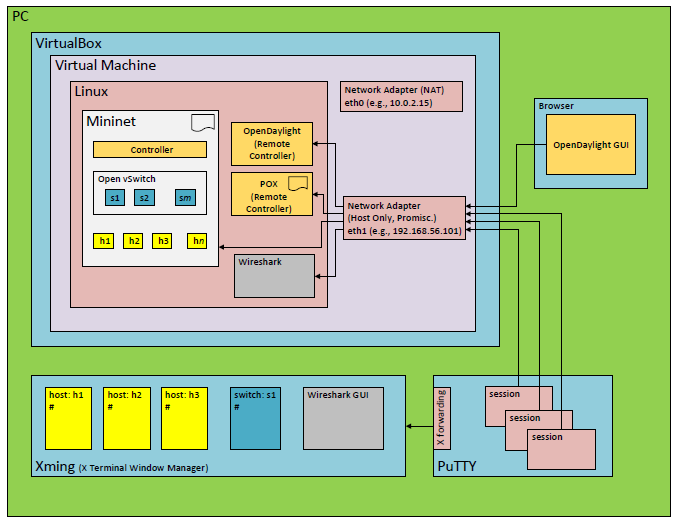 PC
VirtualBox
Virtual Machine
Linux
Mininet
Controller
Open vSwitch
s1
s2
sm
h1
h2
h3
hn
OpenDaylight
(Remote
Controller)
POX
(Remote
Controller)
Wireshark
Network Adapter (NAT)
eth0 (e.g., 10.0.2.15)
Network Adapter
(Host Only, Promisc.)
eth1 (e.g., 192.168.56.101)
Browser
OpenDaylight GUI
host: h1
#
host: h2
#
host: h3
#
switch: s1
#
Wireshark GUI
Xming (X Terminal Window Manager)
X forwarding
session
session
session
PuTTY